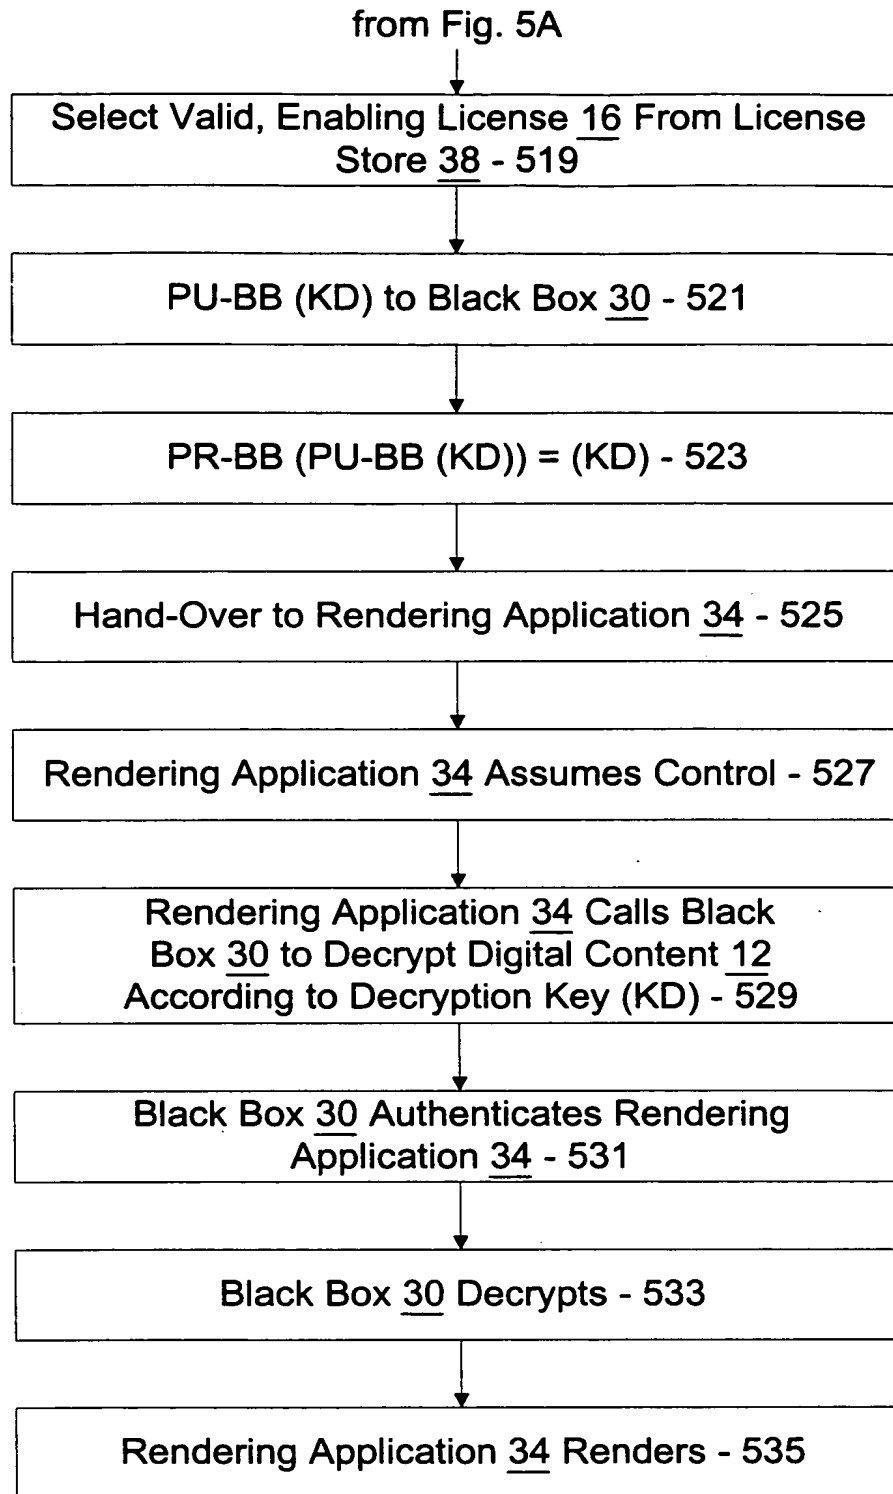 from Fig. 5A
Select Valid, Enabling License 16 From License
Store 38 - 519
PU-BB (KD) to Black Box 30 - 521
PR-BB (PU-BB (KD)) = (KD) - 523
Hand-Over to Rendering Application 34 - 525
Rendering Application 34 Assumes Control - 527
Rendering Application 34 Calls Black
Box 30 to Decrypt Digital Content 12
According to Decryption Key (KD) - 529
Black Box 30 Authenticates Rendering
Application 34 - 531
Black Box 30 Decrypts - 533
Rendering Application 34 Renders - 535